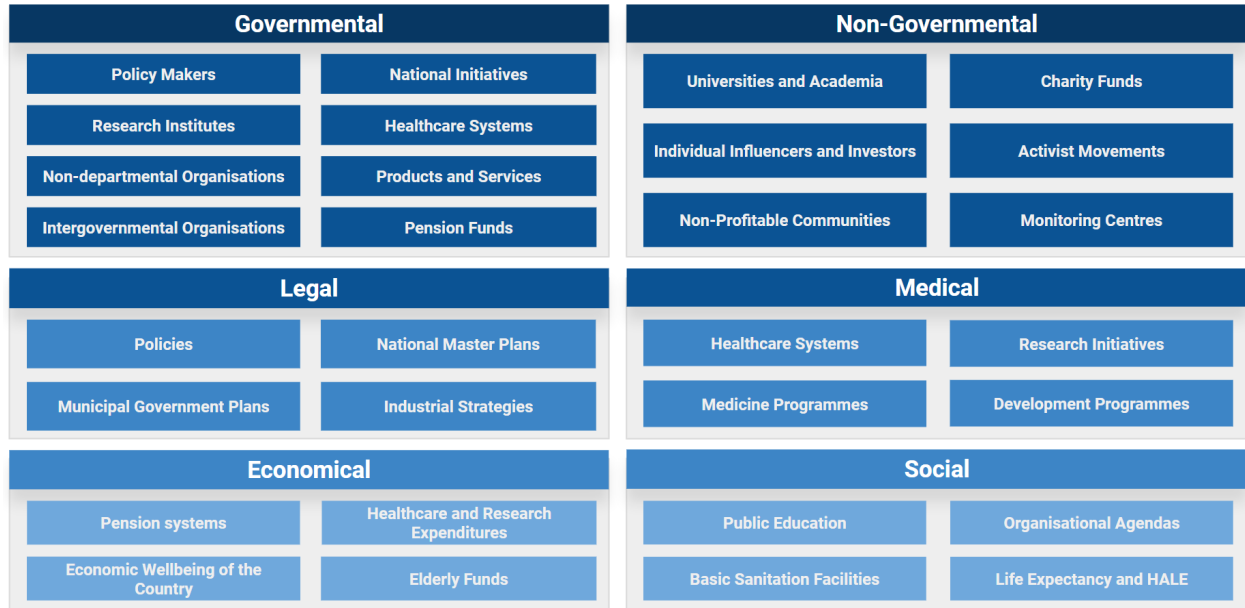 Governmental
Policy Makers
National Initiatives
Research Institutes
Healthcare Systems
Non-departmental Organisations
Products and Services
Intergovernmental Organisations
Pension Funds
Non-Governmental
Universities and Academia
Charity Funds
Individual Influencers and Investors
Activist Movements
Non-Profitable Communities
Monitoring Centres
Legal
Policies
National Master Plans
Municipal Government Plans
Industrial Strategies
Medical
Healthcare Systems
Research Initiatives
Medicine Programmes
Development Programmes
Economical
Pension systems
Healthcare and Research
Expenditures
Economic Wellbeing of the
Country
Elderly Funds
Social
Public Education
Organisational Agendas
Basic Sanitation Facilities
Life Expectancy and HALE